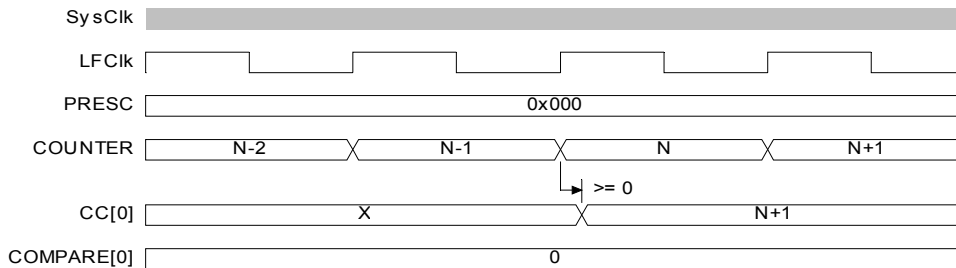 SysClk
LFClk
PRESC 0x000
COUNTER N-2 N-1 N N+1
>= 0
CC[0] X N+1
COMPARE[0] 0